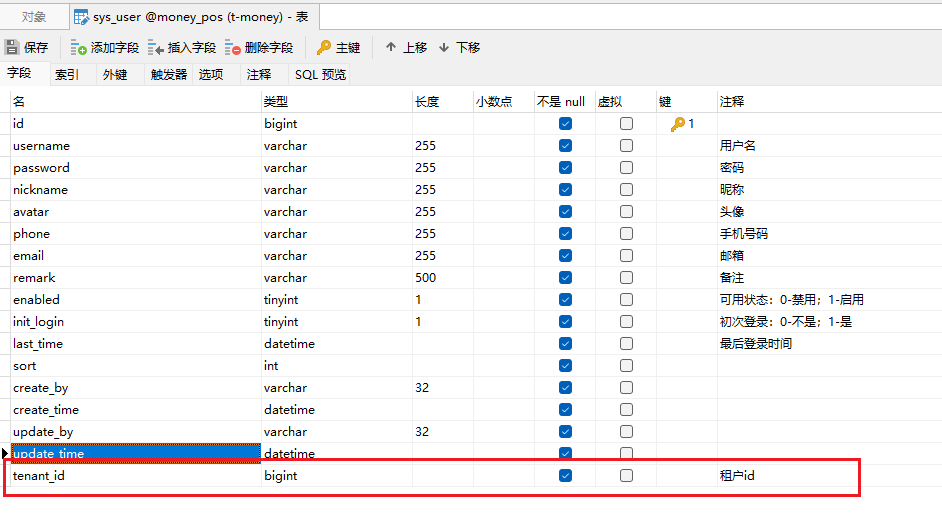 对象 sys_user @money_pos (t-money) - 表
保存 添加字段 插入字段 删除字段 主键 上移 下移
字段 索引 外键 触发器 选项 注释 SQL 预览
名 类型 长度 小数点 不是 null 虚拟 键 注释
id bigint 1
username varchar 255 用户名
password varchar 255 密码
nickname varchar 255 昵称
avatar varchar 255 头像
phone varchar 255 手机号码
email varchar 255 邮箱
remark varchar 500 备注
enabled tinyint 1 可用状态：0-禁用；1-启用
init_login tinyint 1 初次登录：0-不是；1-是
last_time datetime 最后登录时间
sort int
create_by varchar 32
create_time datetime
update_by varchar 32
update_time datetime
tenant_id bigint 租户id